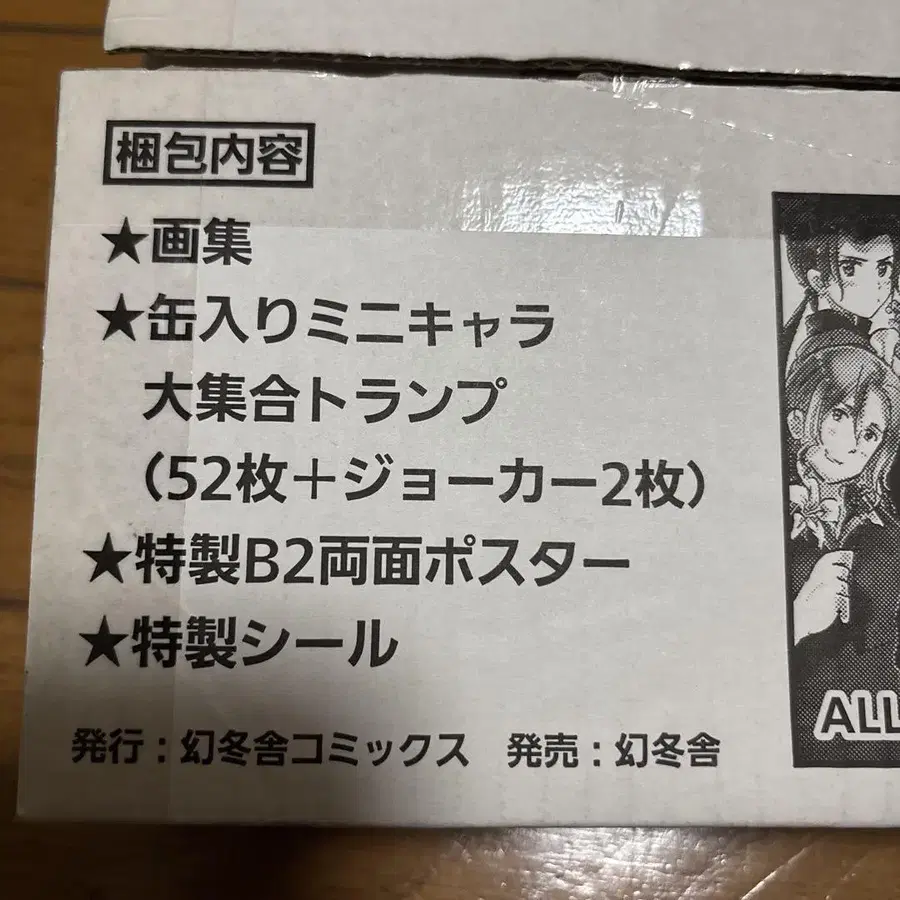 梱包内容
★画集
★缶入りミニキャラ
大集合トランプ
（52枚＋ジョーカー2枚）
★特製B2両面ポスター
★特製シール
発行：幻冬舎コミックス　発売：幻冬舎
ALL